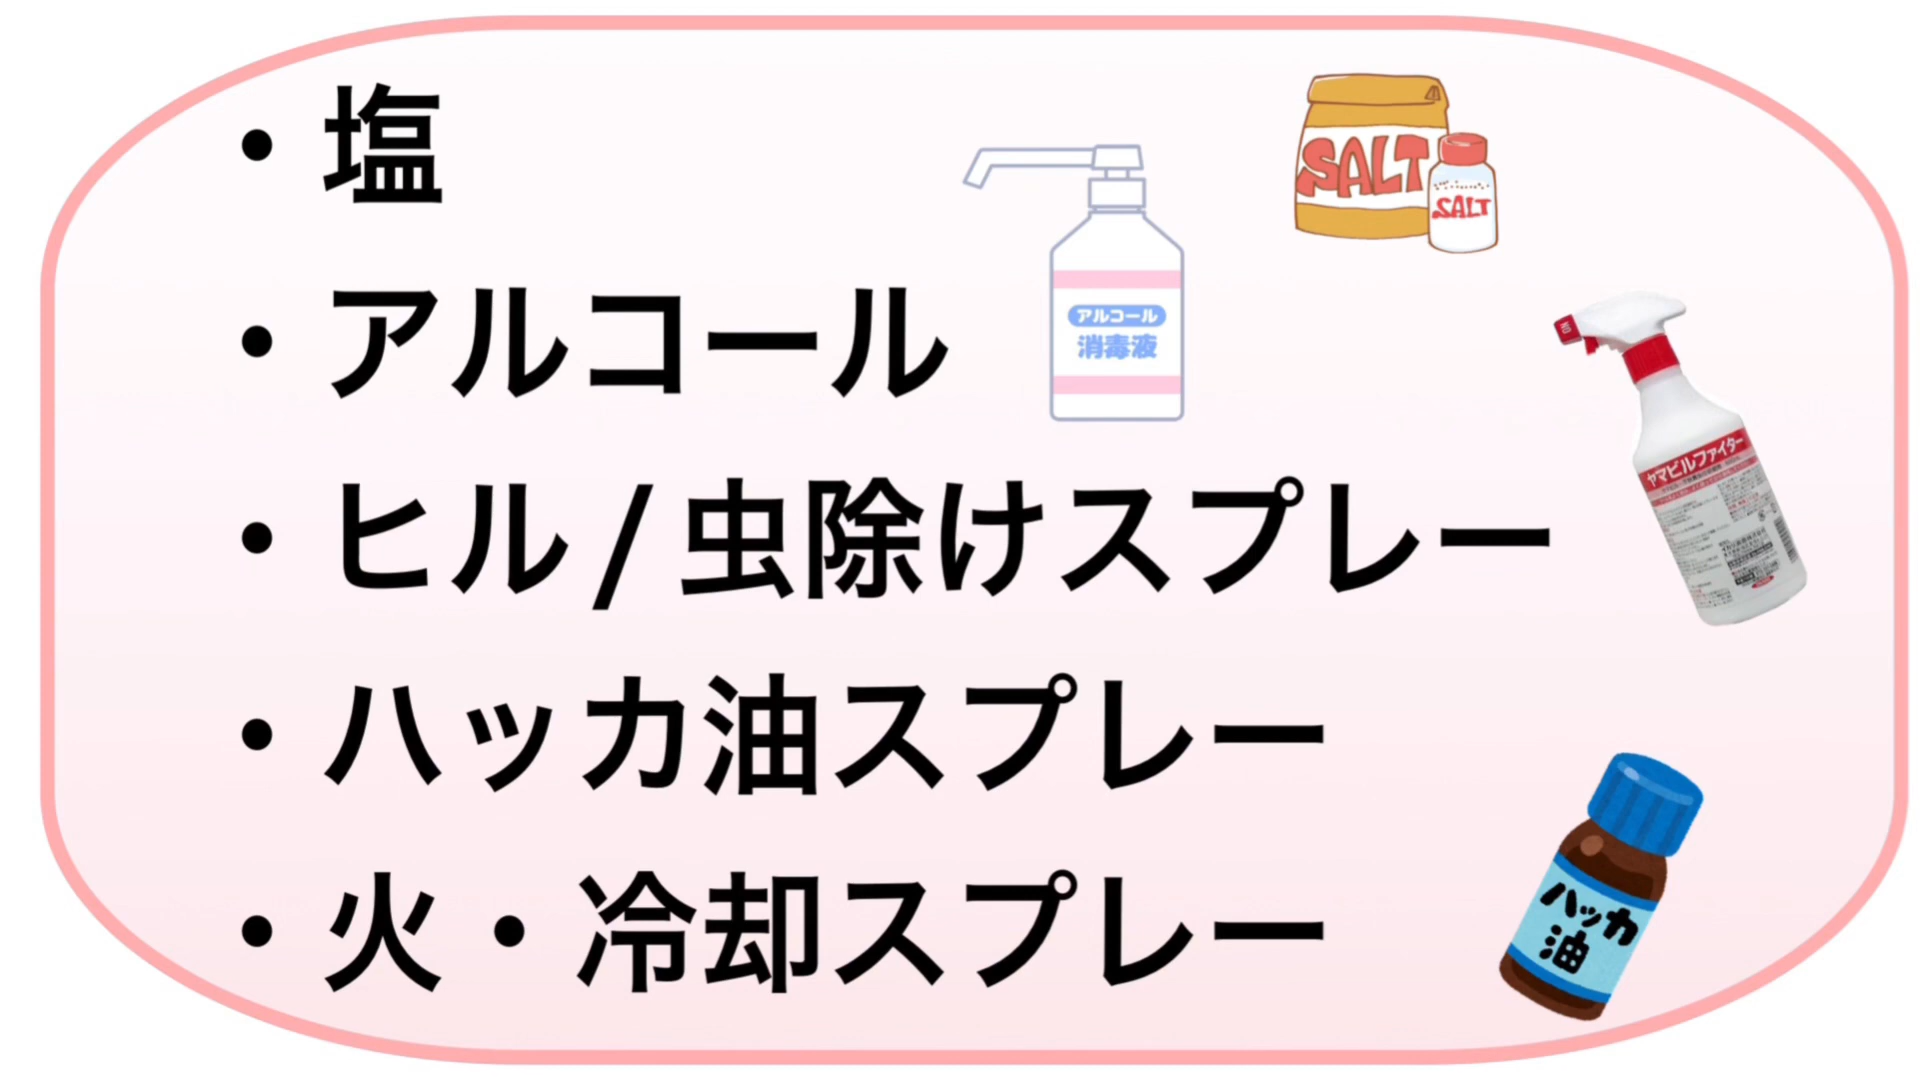 ・塩
・アルコール
・ヒル/虫除けスプレー
・ハッカ油スプレー
・火・冷却スプレー
SALT
SALT
アルコール
消毒液
ヤマビルファイター
ハッカ
油